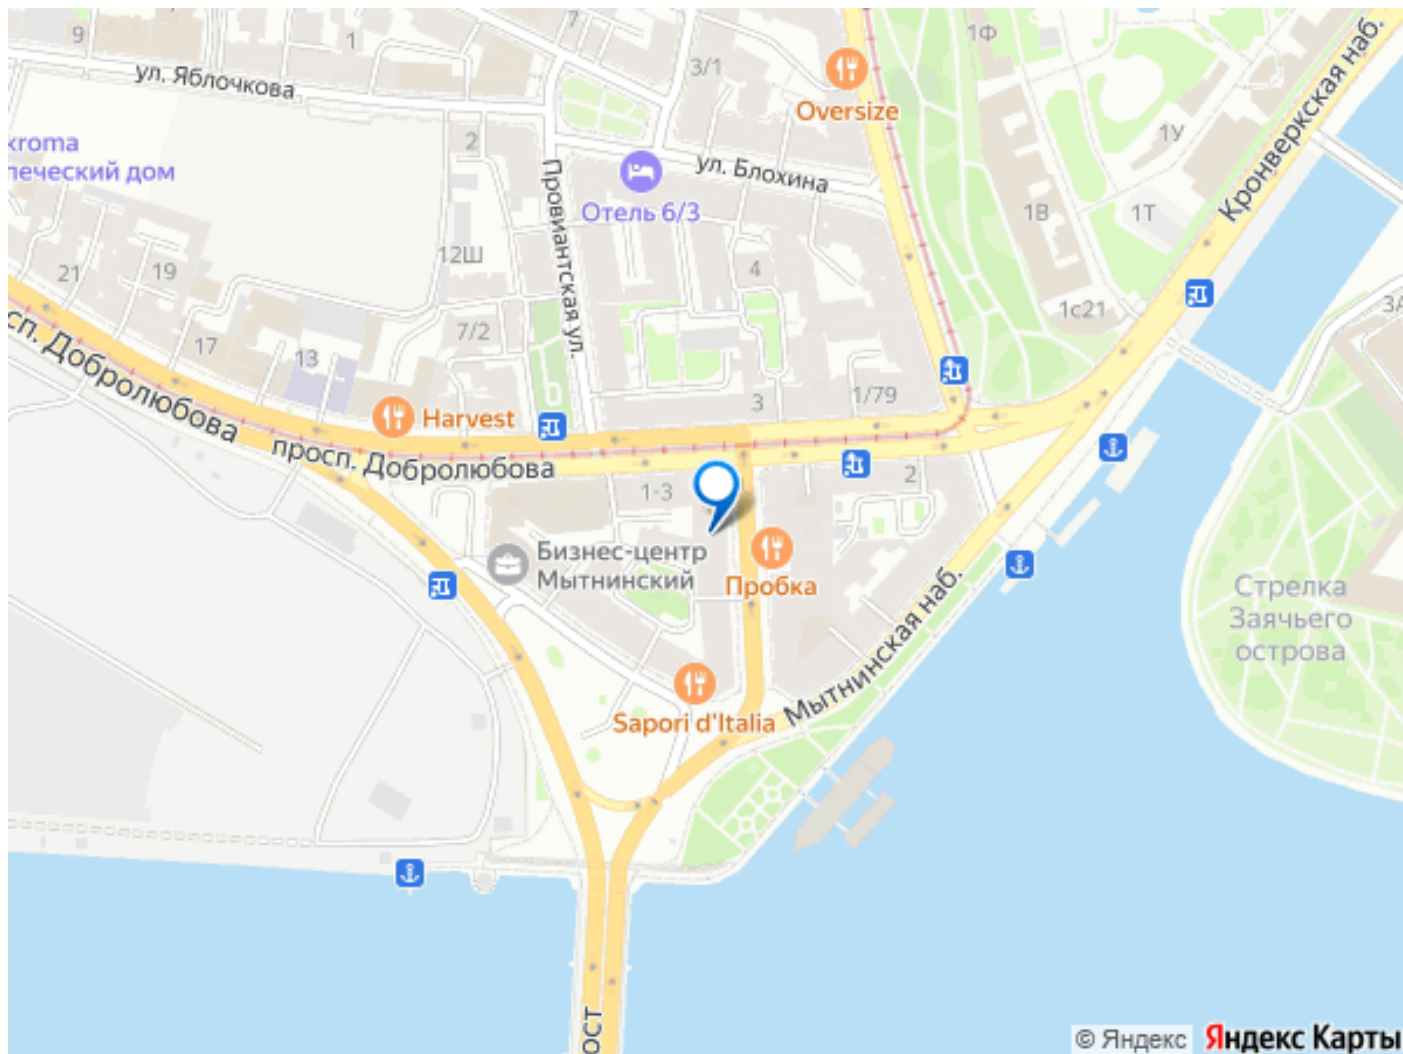 9
1
7
3/1
1Ф
Oversize
Кронверкская наб.
ул. Яблочкова
2
kroma
печеский дом
ул. Блохина
1У
Провиантская ул.
Отель 6/3
1В
1Т
12Ш
21
19
4
1с21
3А
17
13
7/2
3
1/79
сп. Добролюбова
Harvest
просп. Добролюбова
1-3
2
Бизнес-центр
Мытнинский
Пробка
Мытнинская наб.
Стрелка
Заячьего
острова
Sapori d'Italia
ост
© Яндекс
Яндекс Карты